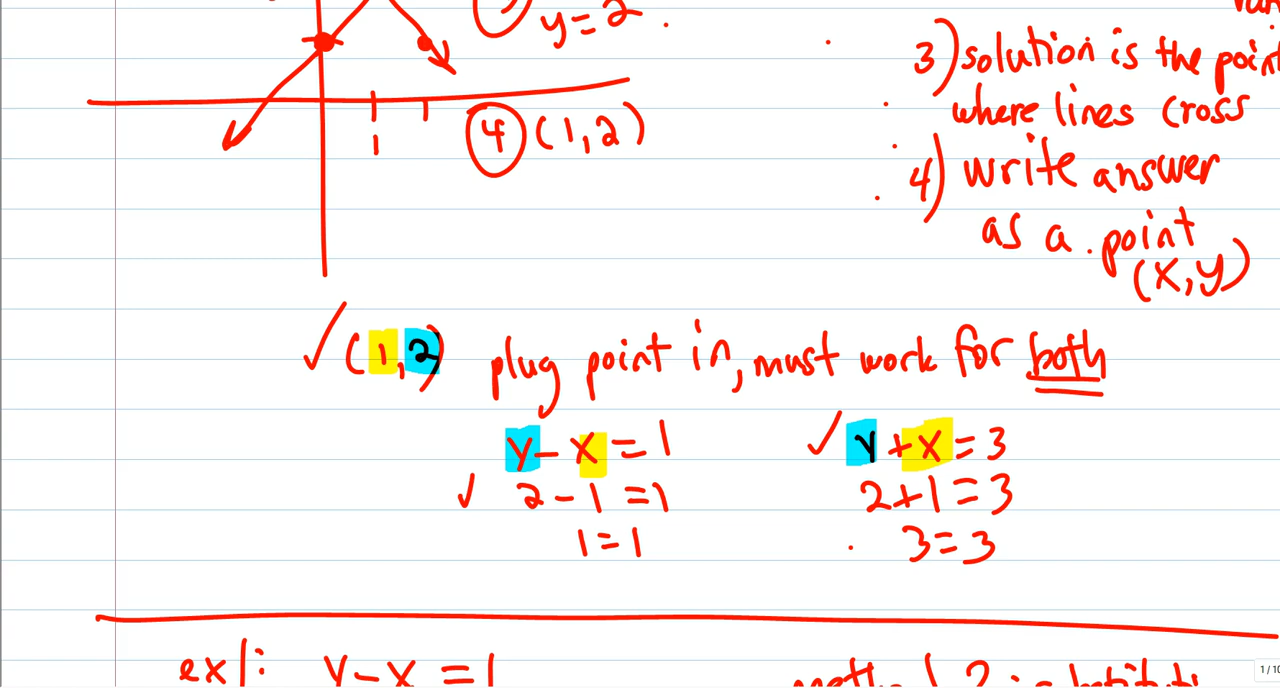 y=2
3) solution is the point
where lines cross
1
④ (1,2)
4) write answer
as a point
(x,y)
✓ (1,2) plug point in, must work for both
y-x=1
✓ 2-1=1
1=1
✓ y+x=3
2+1=3
3=3
ex1: y-x=1
1 / 10